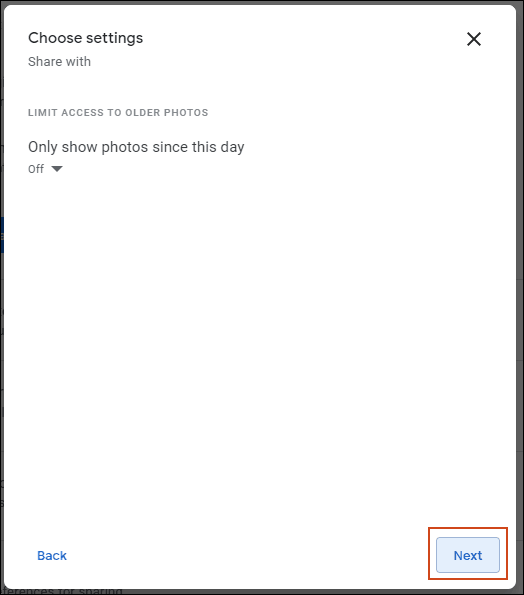 Choose settings
Share with
LIMIT ACCESS TO OLDER PHOTOS
Only show photos since this day
Off
Back
Next